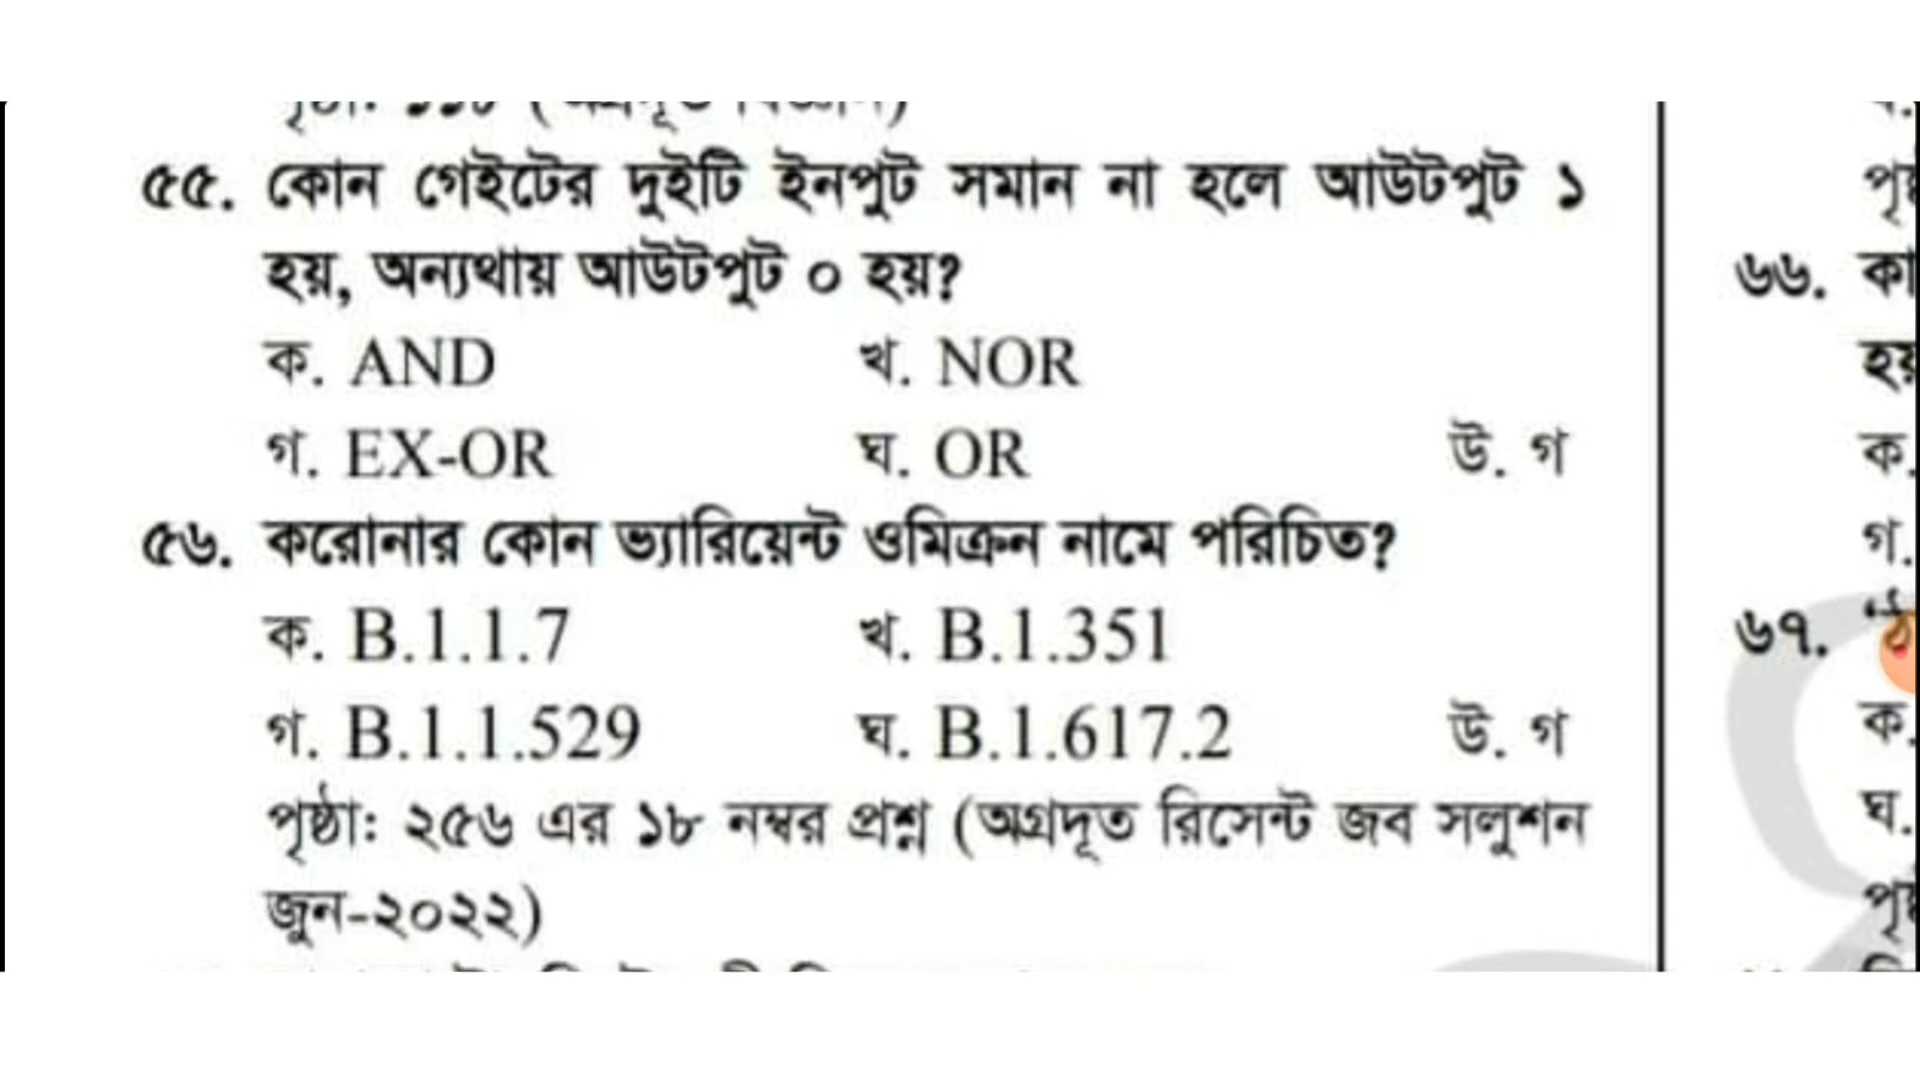 ৫৫. কোন গেইটের দুইটি ইনপুট সমান না হলে আউটপুট ১
হয়, অন্যথায় আউটপুট ০ হয়?
ক. AND খ. NOR
গ. EX-OR ঘ. OR উ. গ
৫৬. করোনার কোন ভ্যারিয়েন্ট ওমিক্রন নামে পরিচিত?
ক. B.1.1.7 খ. B.1.351
গ. B.1.1.529 ঘ. B.1.617.2 উ. গ
পৃষ্ঠা: ২৫৬ এর ১৮ নম্বর প্রশ্ন (অগ্রদূত রিসেন্ট জব সলুশন
জুন-২০২২)
৬৬.
ক.
গ.
৬৭.
ক.
ঘ.